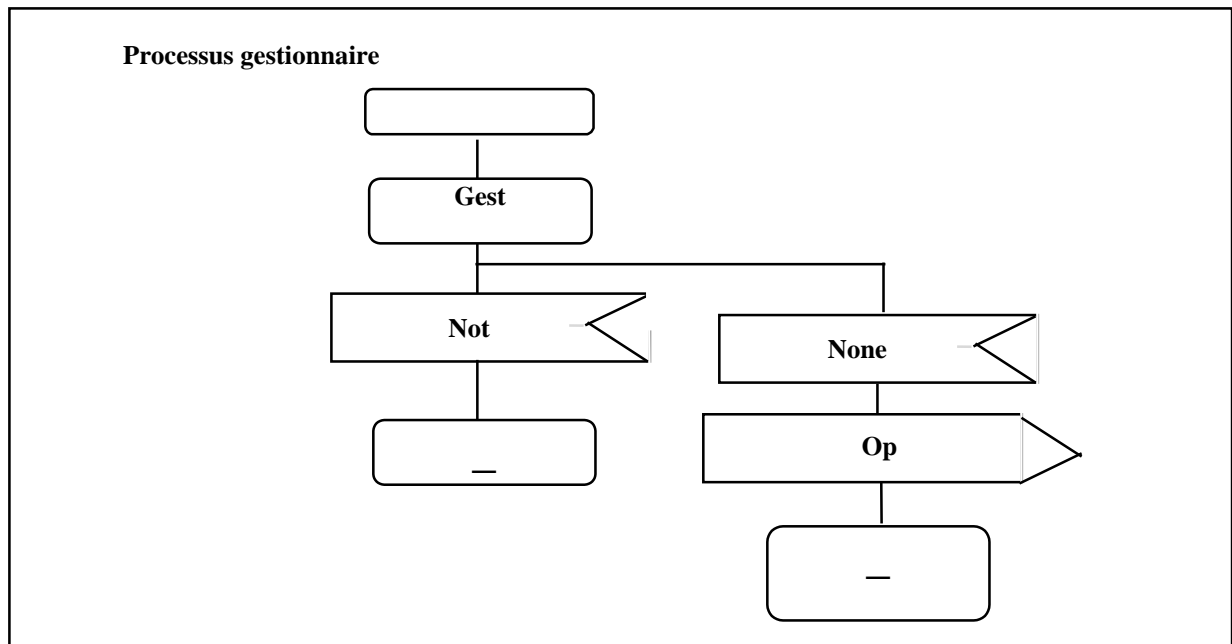 Processus gestionnaire
Gest
Not
None
Op
—
—